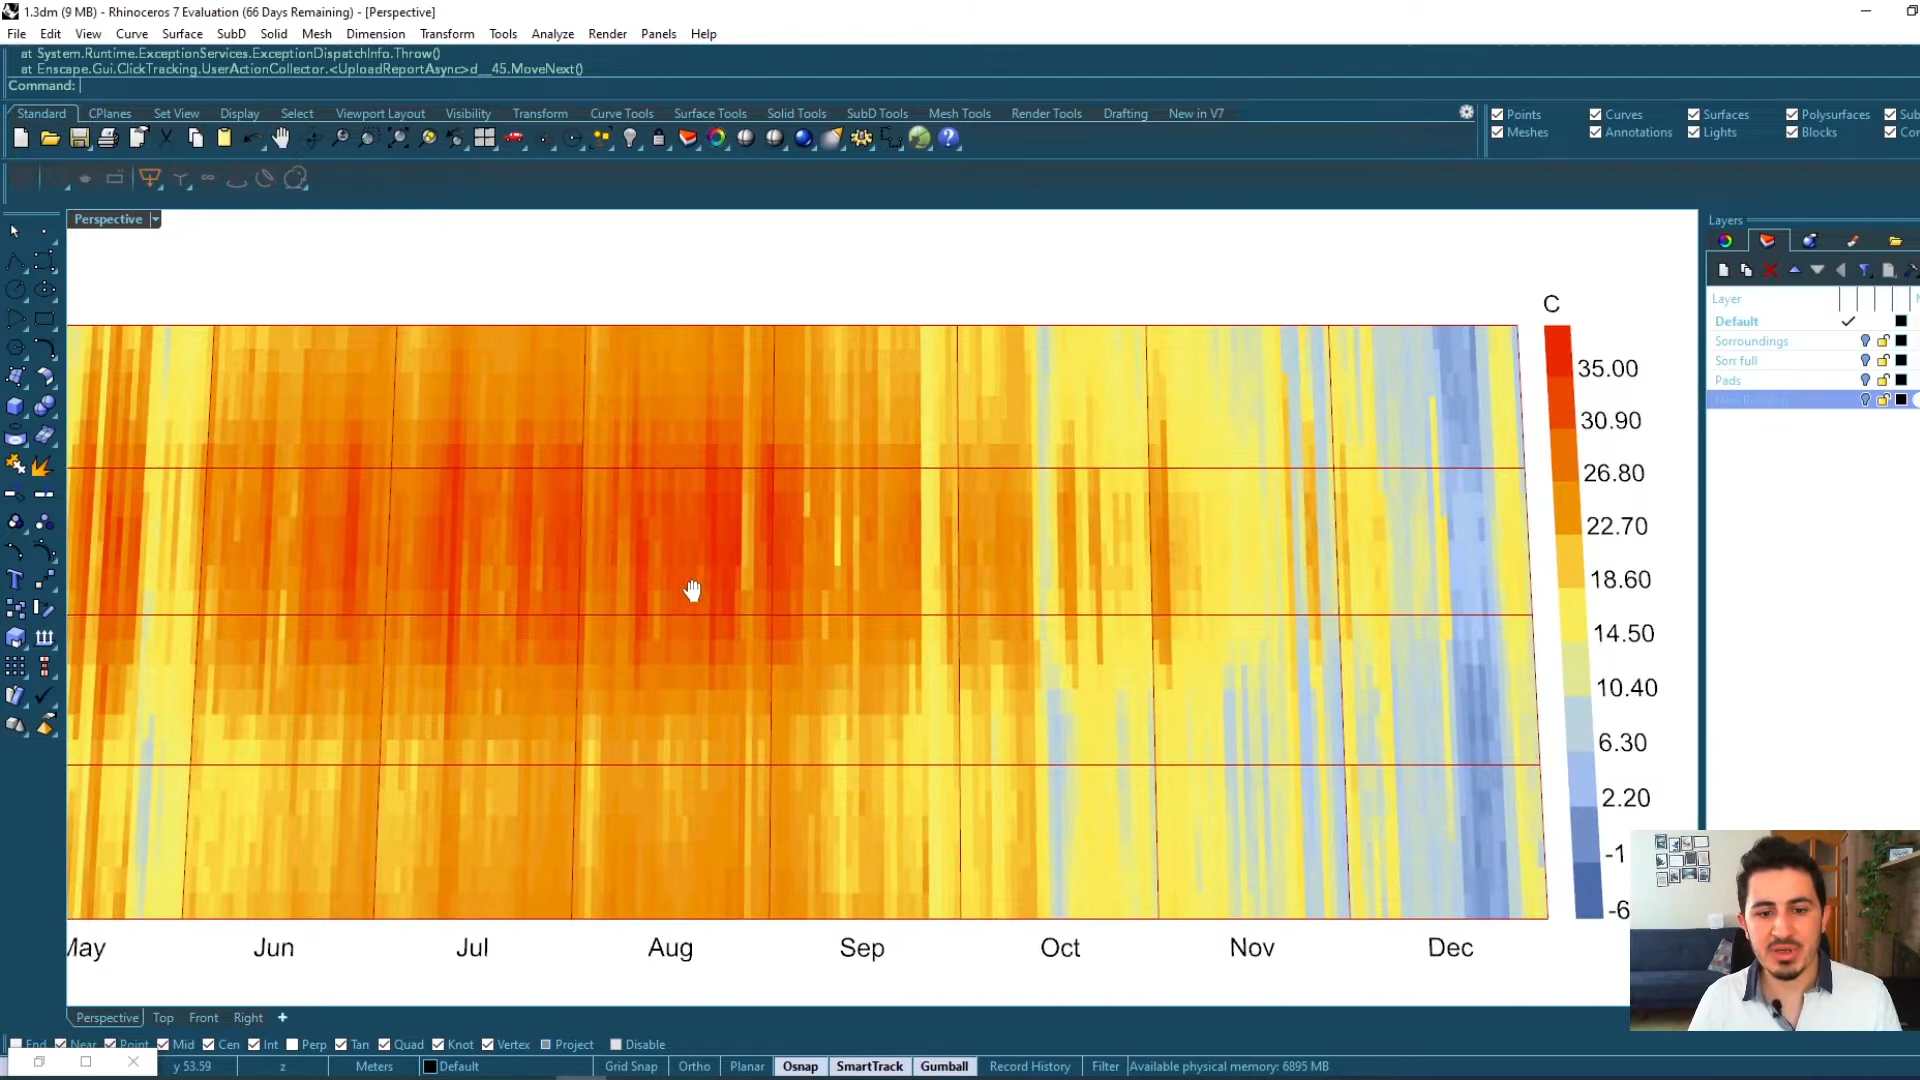 1.3dm (9 MB) - Rhinoceros 7 Evaluation (66 Days Remaining) - [Perspective]
File Edit View Curve Surface SubD Solid Mesh Dimension Transform Tools Analyze Render Panels Help
at System.Runtime.ExceptionServices.ExceptionDispatchInfo.Throw()
at Enscape.Gui.ClickTracking.UserActionCollector.<UploadReportAsync>d__45.MoveNext()
Command:
Standard CPlanes Set View Display Select Viewport Layout Visibility Transform Curve Tools Surface Tools Solid Tools SubD Tools Mesh Tools Render Tools Drafting New in V7
Points Curves Surfaces Polysurfaces Sub
Meshes Annotations Lights Blocks Con
Perspective
Layers
Layer
Default
Sorroundings
Sorr full
Pads
C
35.00
30.90
26.80
22.70
18.60
14.50
10.40
6.30
2.20
-1
-6
May Jun Jul Aug Sep Oct Nov Dec
Perspective Top Front Right
End Near Point Mid Cen Int Perp Tan Quad Knot Vertex Project Disable
y 53.59 z Meters Default Grid Snap Ortho Planar Osnap SmartTrack Gumball Record History Filter Available physical memory: 6895 MB